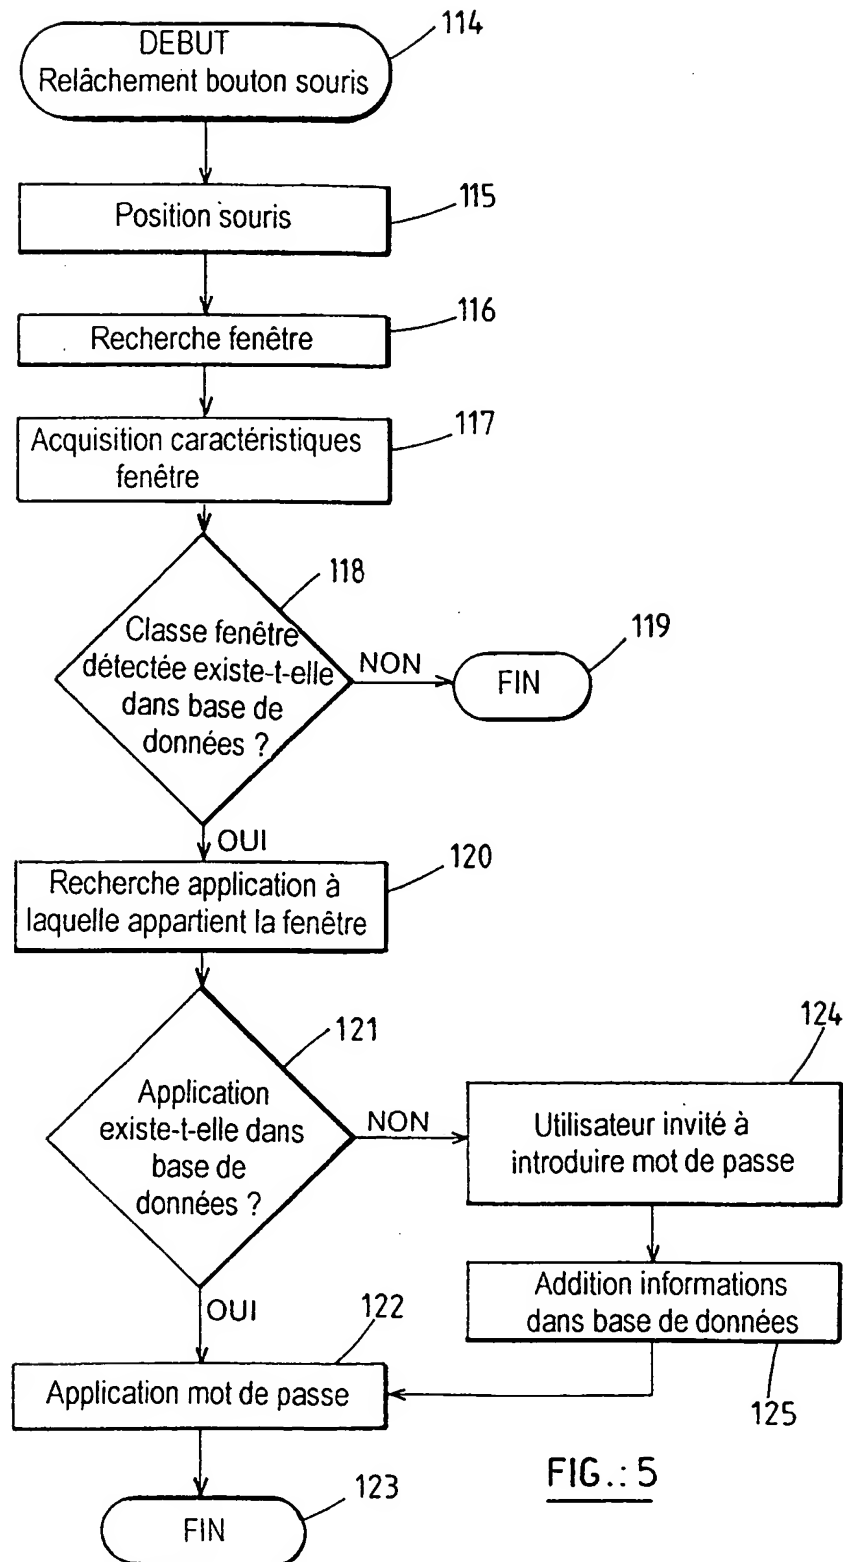 DEBUT
Relâchement bouton souris
114
Position souris
115
Recherche fenêtre
116
Acquisition caractéristiques
fenêtre
117
Classe fenêtre
détectée existe-t-elle
dans base de
données ?
118
NON
FIN
119
OUI
Recherche application à
laquelle appartient la fenêtre
120
Application
existe-t-elle dans
base de
données ?
121
NON
Utilisateur invité à
introduire mot de passe
124
Addition informations
dans base de données
125
OUI
Application mot de passe
122
FIN
123
FIG.: 5